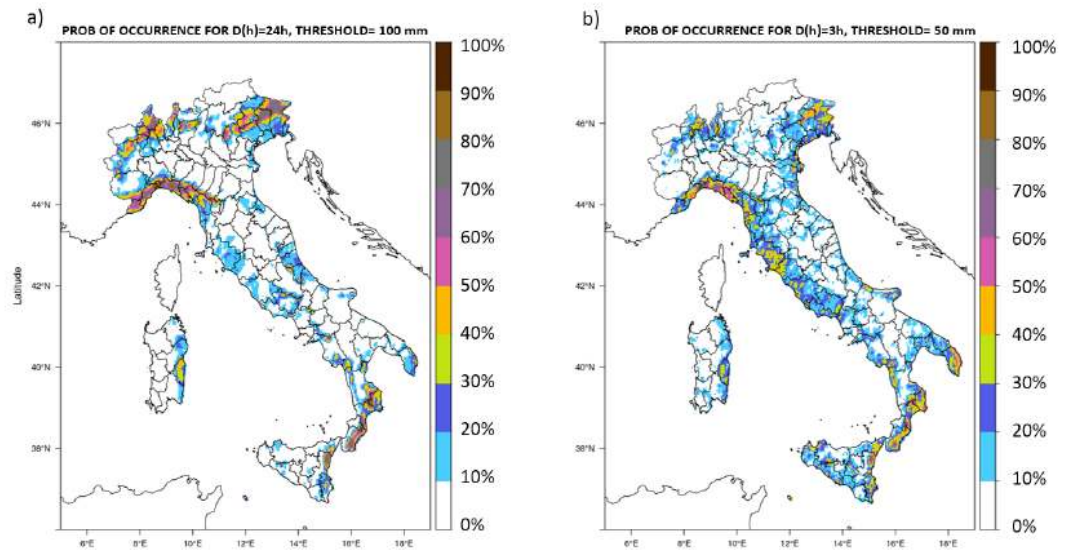 a)
PROB OF OCCURRENCE FOR D(h)=24h, THRESHOLD= 100 mm
100%
90%
80%
70%
60%
50%
40%
30%
20%
10%
0%
Latitude
46°N
44°N
42°N
40°N
38°N
6°E
8°E
10°E
12°E
14°E
16°E
18°E
b)
PROB OF OCCURRENCE FOR D(h)=3h, THRESHOLD= 50 mm
100%
90%
80%
70%
60%
50%
40%
30%
20%
10%
0%
46°N
44°N
42°N
40°N
38°N
6°E
8°E
10°E
12°E
14°E
16°E
18°E